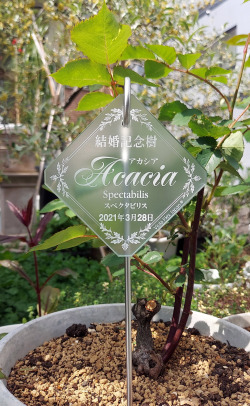 結婚記念樹
アカシア
Acacia
Spectabilis
スペクタビリス
2021年3月28日